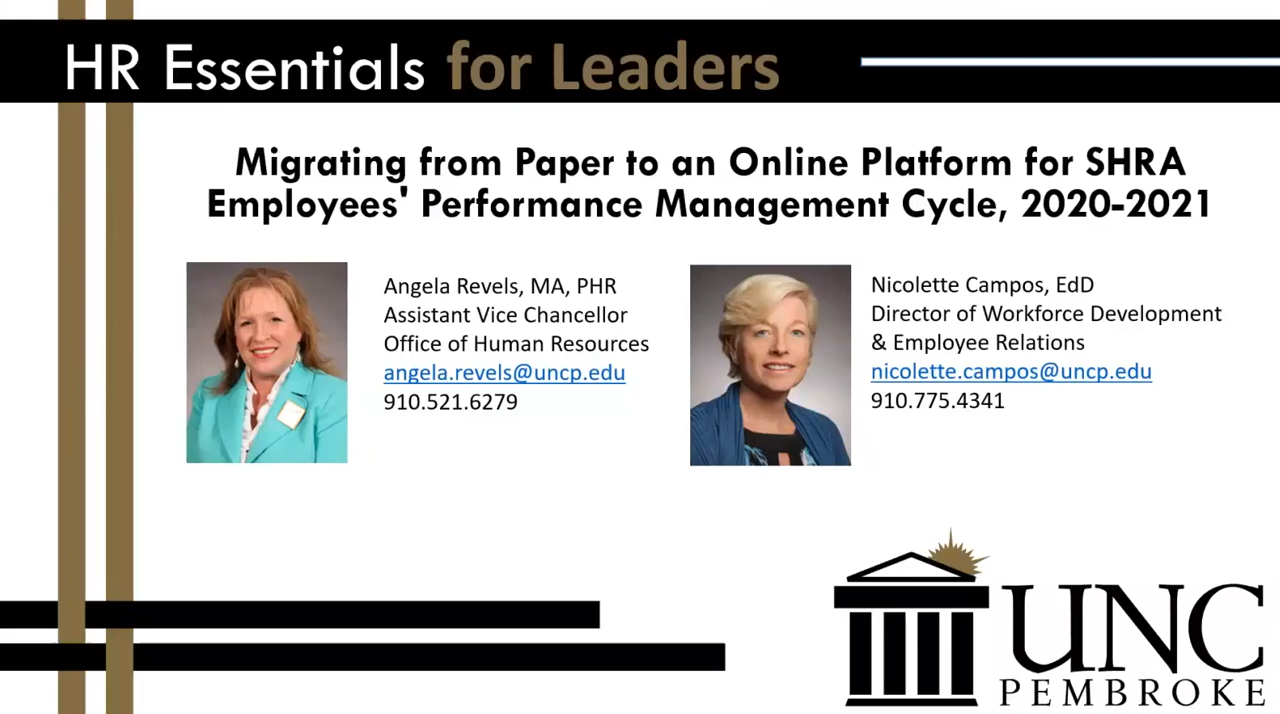 HR Essentials for Leaders
Migrating from Paper to an Online Platform for SHRA
Employees' Performance Management Cycle, 2020-2021
Angela Revels, MA, PHR
Assistant Vice Chancellor
Office of Human Resources
angela.revels@uncp.edu
910.521.6279
Nicolette Campos, EdD
Director of Workforce Development
& Employee Relations
nicolette.campos@uncp.edu
910.775.4341
UNC
PEMBROKE